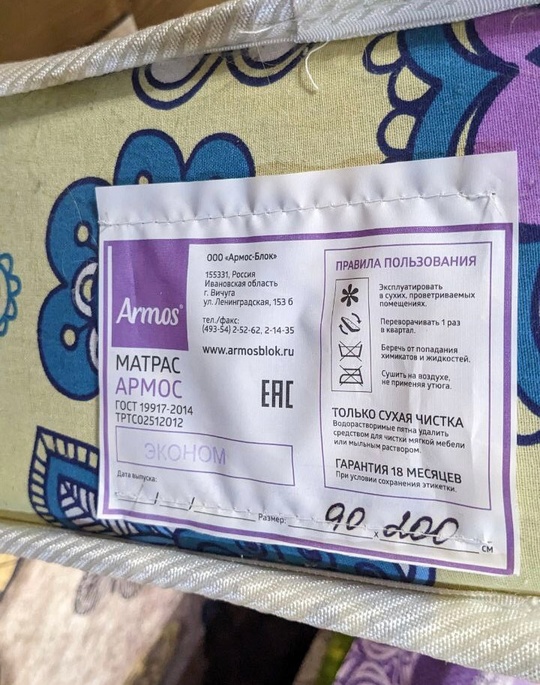 ООО «Армос-Блок»
155331, Россия
Ивановская область
г. Вичуга
ул. Ленинградская, 153 б
тел./факс:
(493-54) 2-52-62, 2-14-35
www.armosblok.ru
Armos®
МАТРАС
АРМОС
ГОСТ 19917-2014
ТРТС02512012
EAC
ЭКОНОМ
Дата выпуска:
Размер: 90 х 200 см
ПРАВИЛА ПОЛЬЗОВАНИЯ
Эксплуатировать
в сухих, проветриваемых
помещениях.
Переворачивать 1 раз
в квартал.
Беречь от попадания
химикатов и жидкостей.
Сушить на воздухе,
не применяя утюга.
ТОЛЬКО СУХАЯ ЧИСТКА
Водорастворимые пятна удалить
средством для чистки мягкой мебели
или мыльным раствором.
ГАРАНТИЯ 18 МЕСЯЦЕВ
При условии сохранения этикетки.